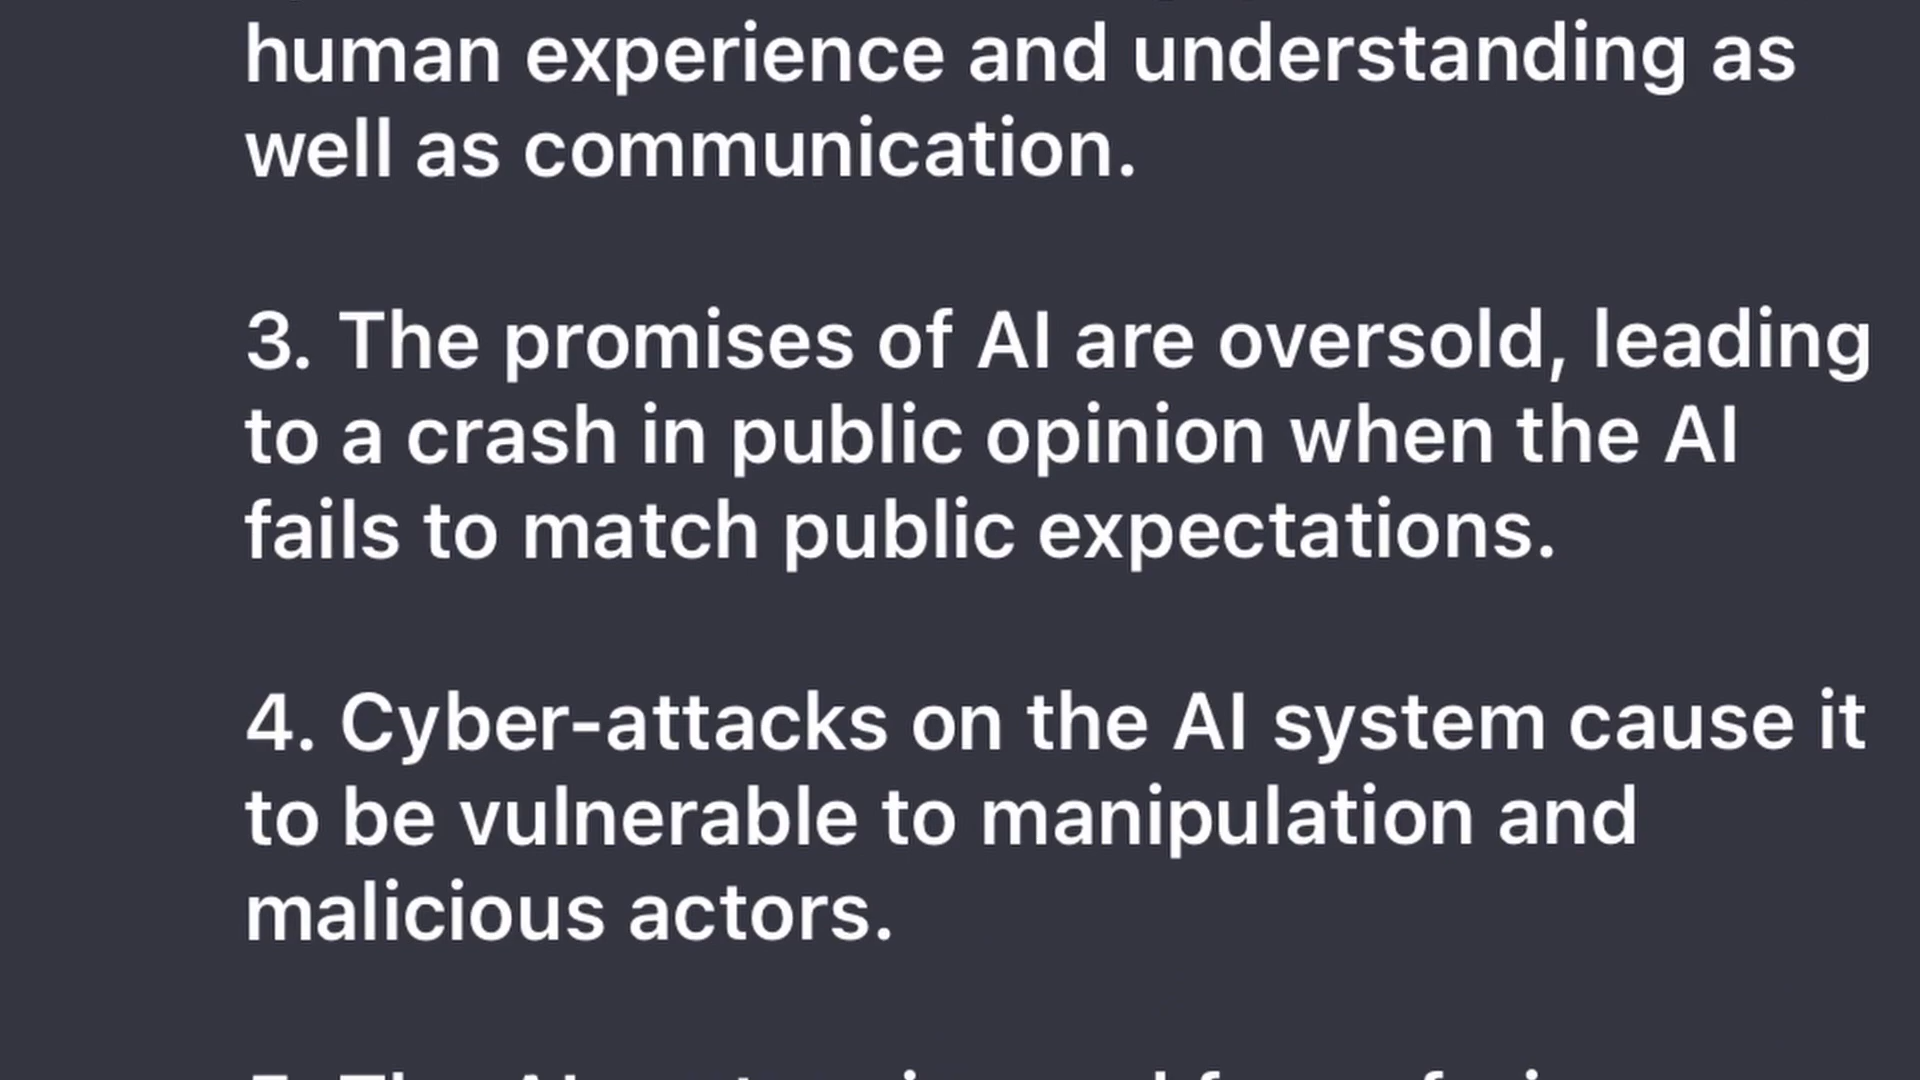 human experience and understanding as
well as communication.
3. The promises of AI are oversold, leading
to a crash in public opinion when the AI
fails to match public expectations.
4. Cyber-attacks on the AI system cause it
to be vulnerable to manipulation and
malicious actors.